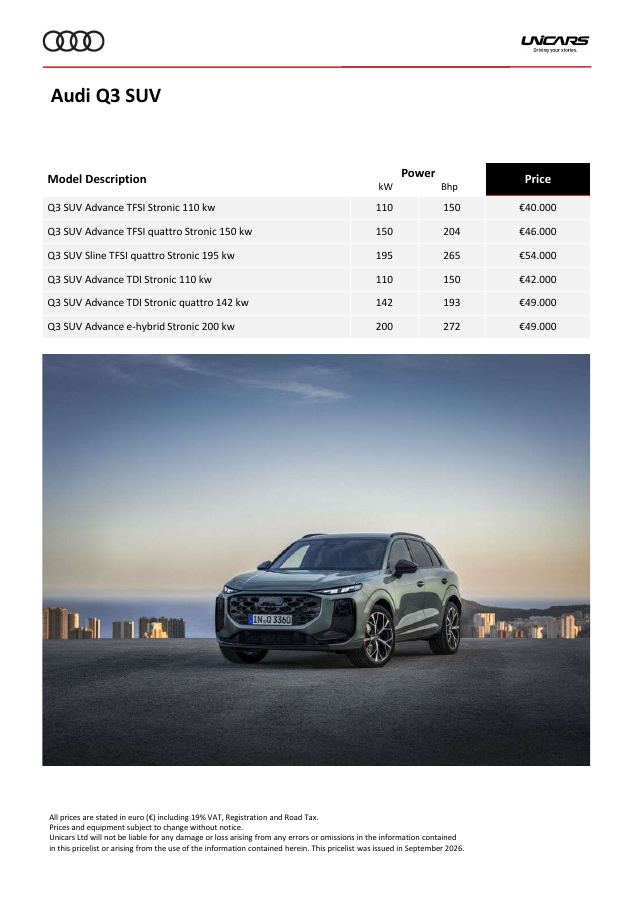 UNICARS
Driving your stories.
Audi Q3 SUV
Model Description Power Price
kW Bhp
Q3 SUV Advance TFSI Stronic 110 kw 110 150 €40.000
Q3 SUV Advance TFSI quattro Stronic 150 kw 150 204 €46.000
Q3 SUV Sline TFSI quattro Stronic 195 kw 195 265 €54.000
Q3 SUV Advance TDI Stronic 110 kw 110 150 €42.000
Q3 SUV Advance TDI Stronic quattro 142 kw 142 193 €49.000
Q3 SUV Advance e-hybrid Stronic 200 kw 200 272 €49.000
IN Q 336D
All prices are stated in euro (€) including 19% VAT, Registration and Road Tax.
Prices and equipment subject to change without notice.
Unicars Ltd will not be liable for any damage or loss arising from any errors or omissions in the information contained
in this pricelist or arising from the use of the information contained herein. This pricelist was issued in September 2026.